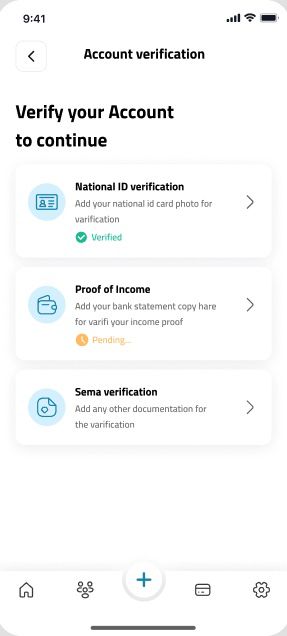 9:41
Account verification
Verify your Account
to continue
National ID verification
Add your national id card photo for
varification
Verified
Proof of Income
Add your bank statement copy hare
for varifi your income proof
Pending...
Sema verification
Add any other documentation for
the varification